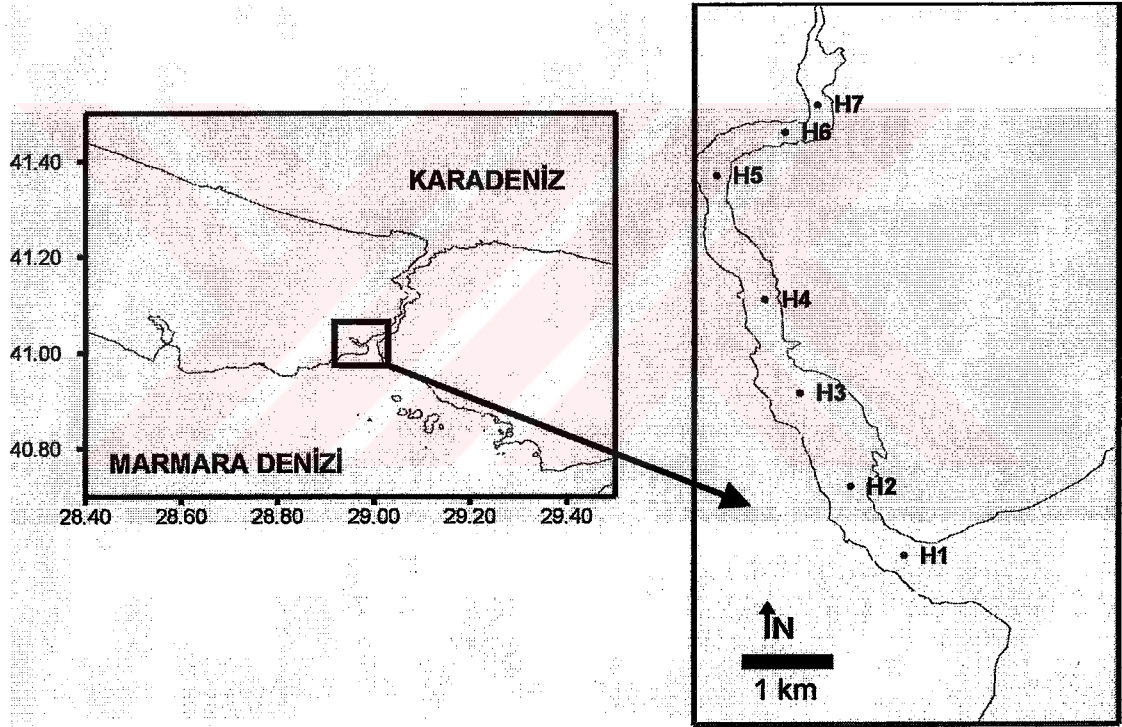 41.40
41.20
41.00
40.80
28.40
28.60
28.80
29.00
29.20
29.40
KARADENİZ
MARMARA DENİZİ
H7
H6
H5
H4
H3
H2
H1
N
1 km